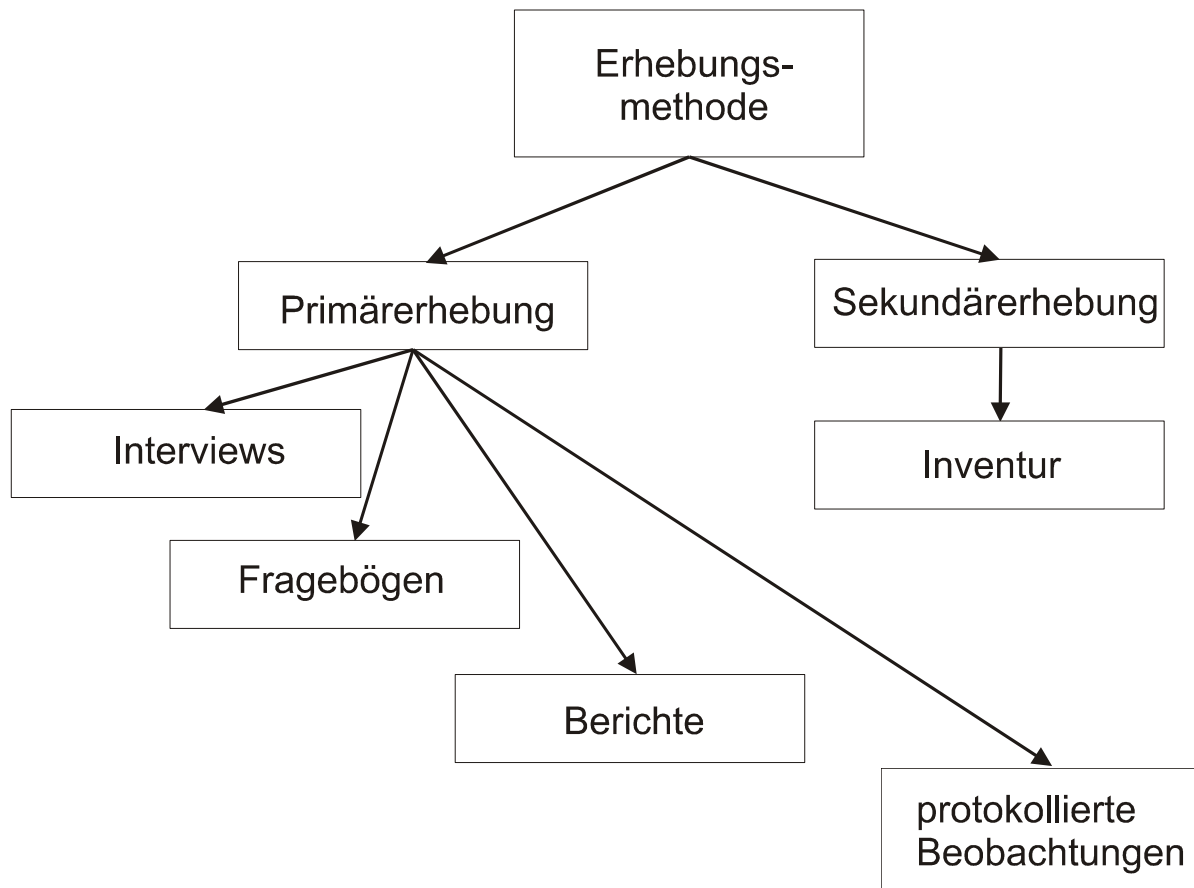 Erhebungs-
methode
Primärerhebung
Sekundärerhebung
Interviews
Inventur
Fragebögen
Berichte
protokollierte
Beobachtungen